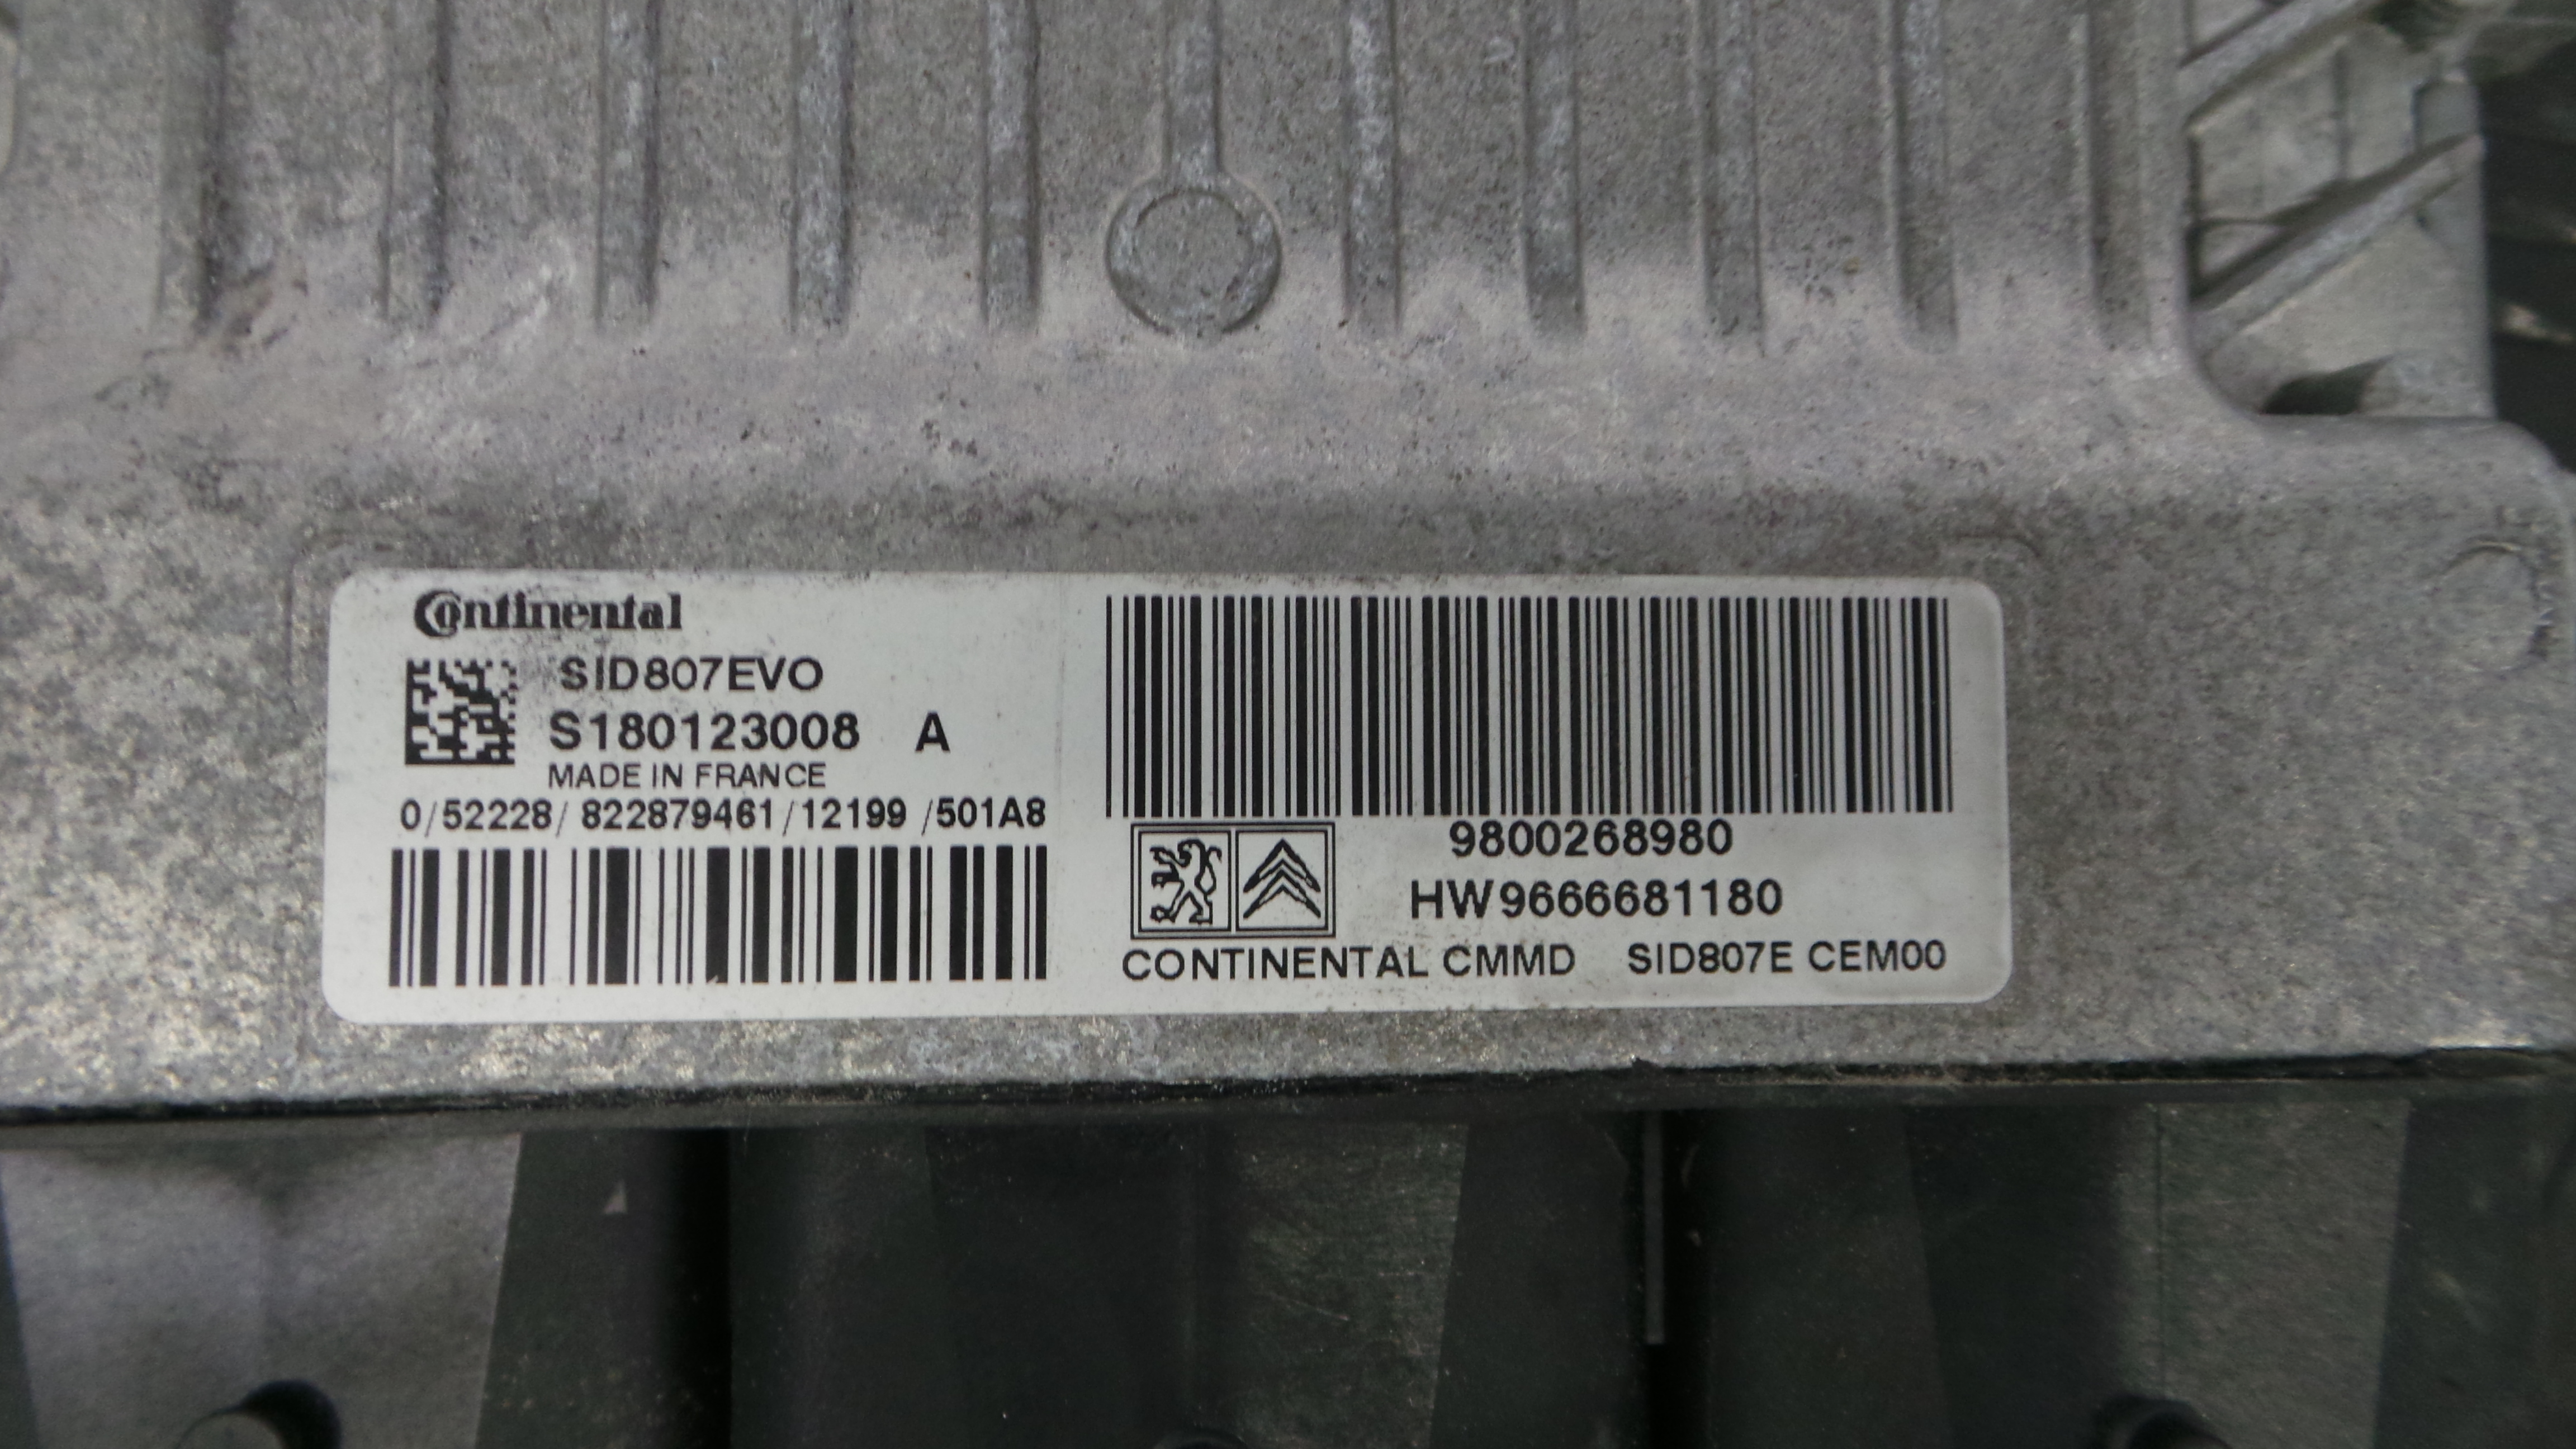 Continental
SID807EVO
S180123008 A
MADE IN FRANCE
0/52228/ 822879461/12199 /501A8
9800268980
HW9666681180
CONTINENTAL CMMD SID807E CEM00